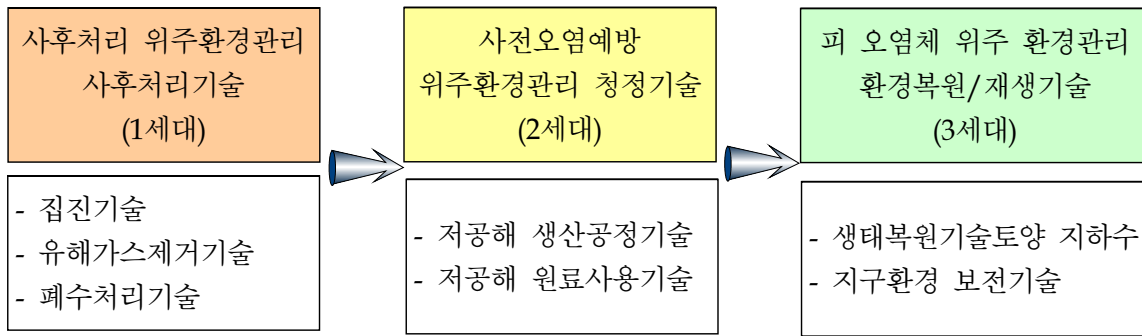 사후처리 위주환경관리
사후처리기술
(1세대)
- 집진기술
- 유해가스제거기술
- 폐수처리기술
사전오염예방
위주환경관리 청정기술
(2세대)
- 저공해 생산공정기술
- 저공해 원료사용기술
피 오염체 위주 환경관리
환경복원/재생기술
(3세대)
- 생태복원기술토양 지하수
- 지구환경 보전기술